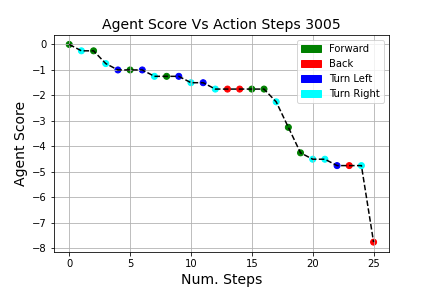 Agent Score Vs Action Steps 3005
Agent Score
0
−1
−2
−3
−4
−5
−6
−7
−8
Forward
Back
Turn Left
Turn Right
0 5 10 15 20 25
Num. Steps